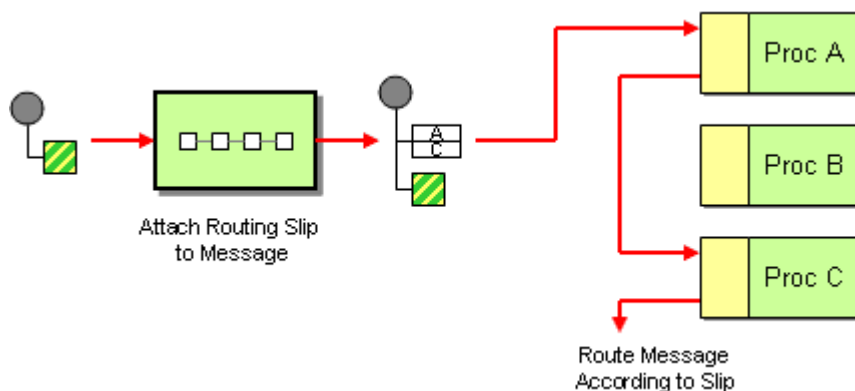 Proc A
A
C
Proc B
Attach Routing Slip
to Message
Proc C
Route Message
According to Slip